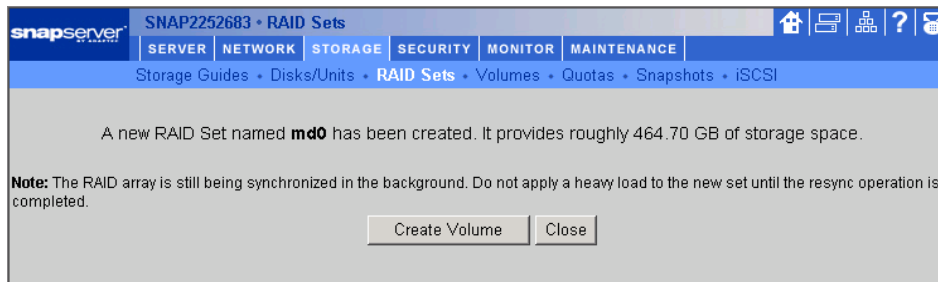 snapserver
BY ADAPTEC
SNAP2252683 • RAID Sets
?
SERVER NETWORK STORAGE SECURITY MONITOR MAINTENANCE
Storage Guides • Disks/Units • RAID Sets • Volumes • Quotas • Snapshots • iSCSI
A new RAID Set named md0 has been created. It provides roughly 464.70 GB of storage space.
Note: The RAID array is still being synchronized in the background. Do not apply a heavy load to the new set until the resync operation is
completed.
Create Volume Close